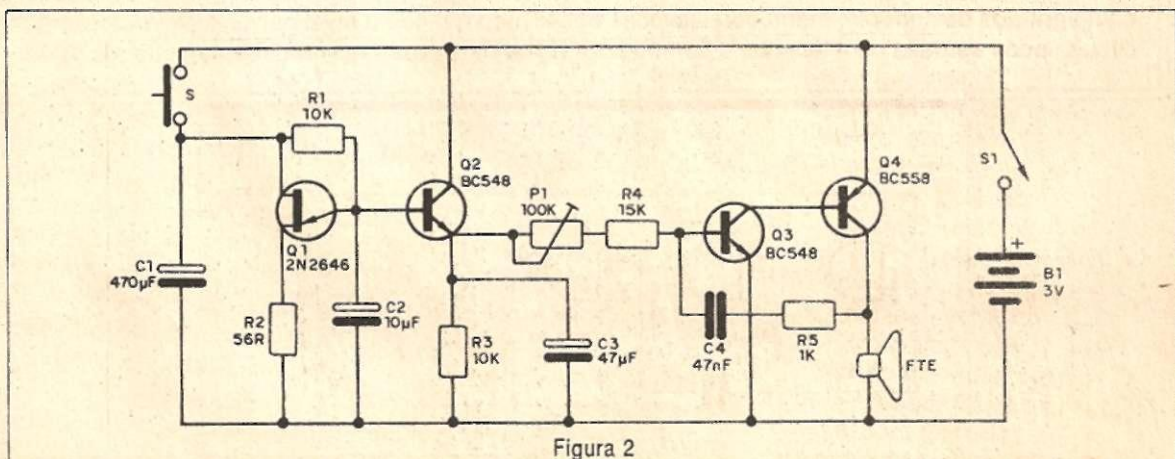 S
R1
10K
Q1
2N2646
C1
470µF
R2
56R
C2
10µF
Q2
BC548
R3
10K
P1
100K
R4
15K
C3
47µF
Q3
BC548
C4
47nF
R5
1K
Q4
BC558
FTE
S1
+
B1
3V
Figura 2